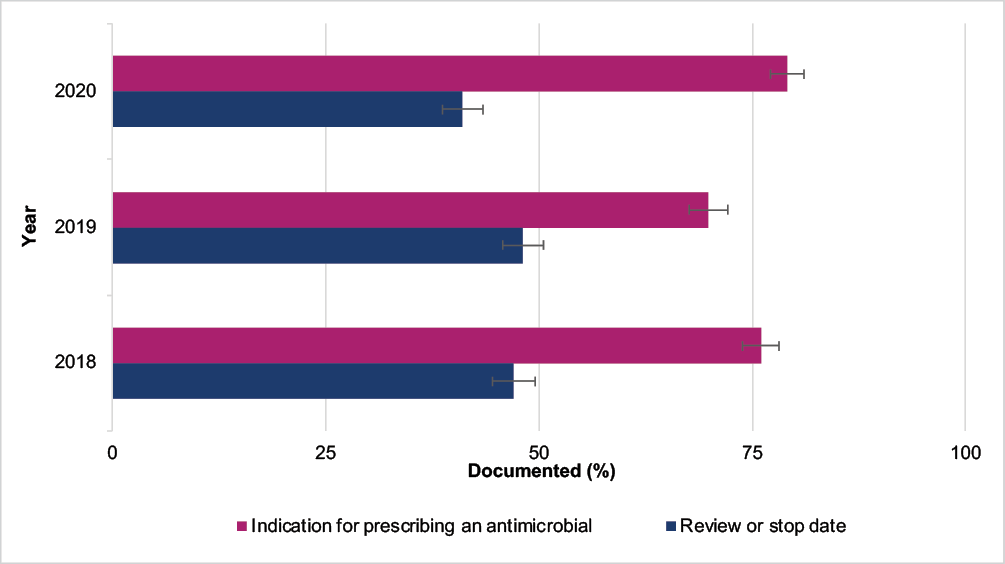 2020
2019
2018
Year
0 25 50 75 100
Documented (%)
Indication for prescribing an antimicrobial Review or stop date